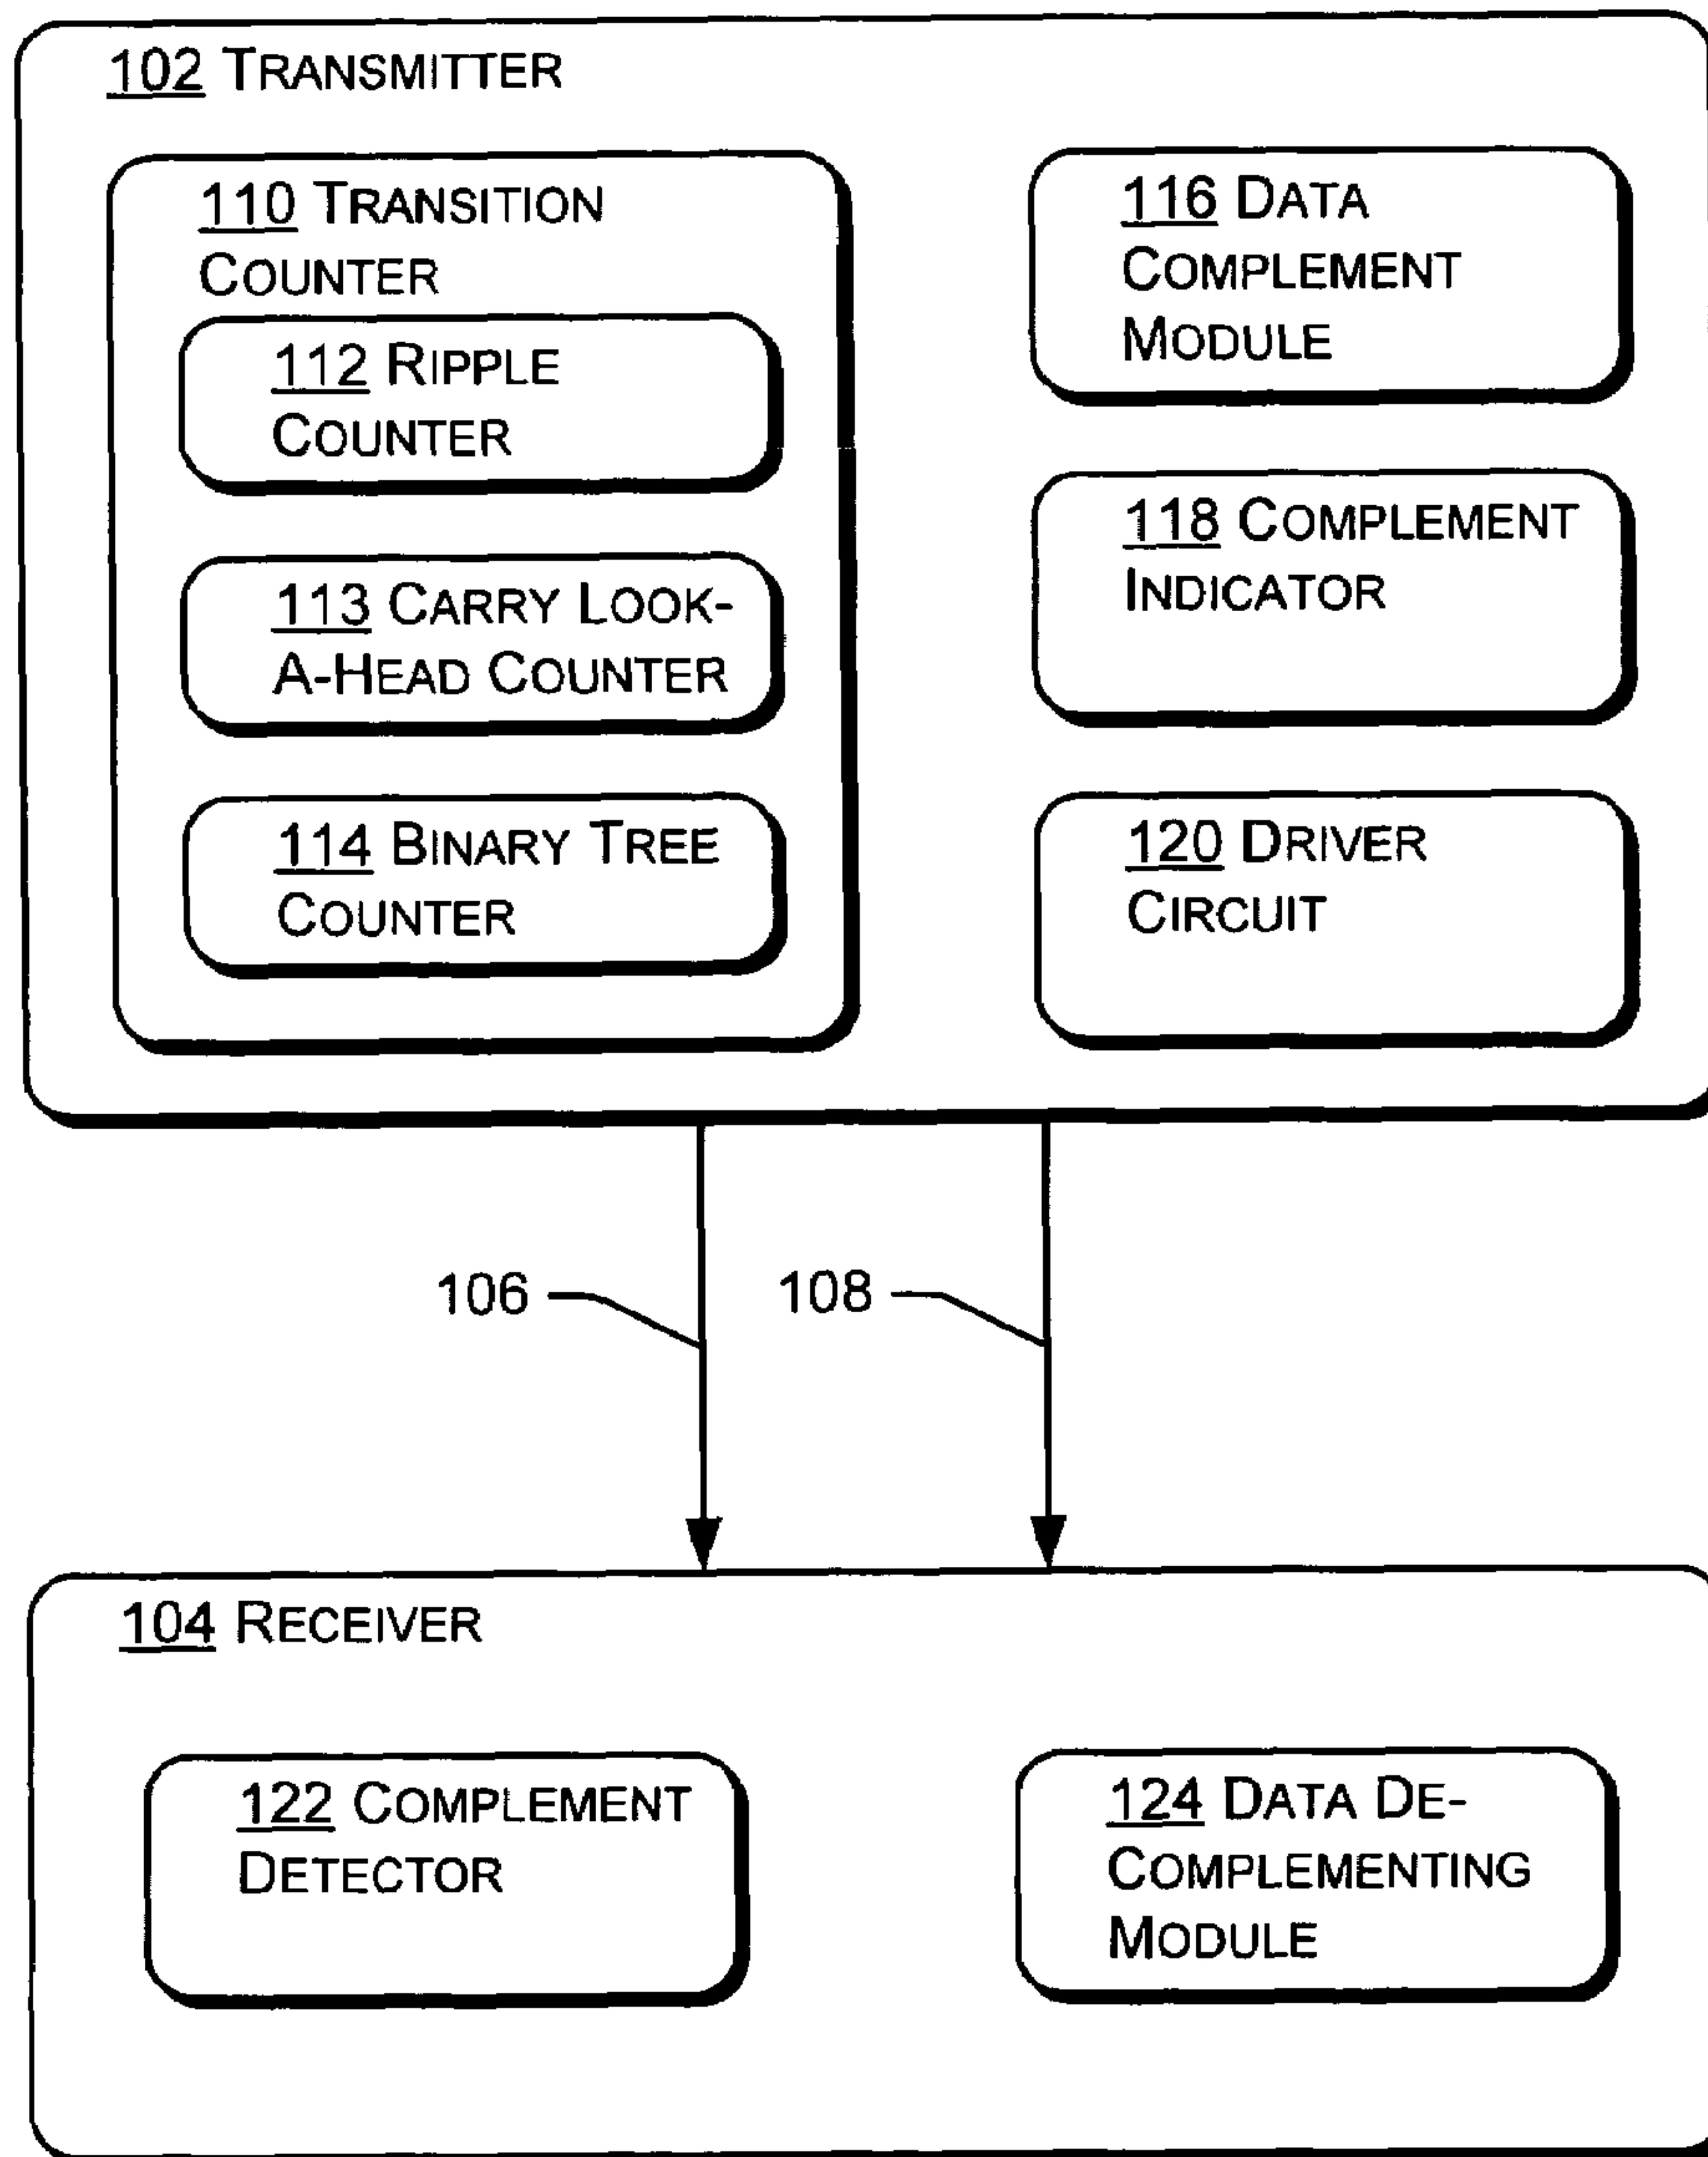 102 TRANSMITTER
110 TRANSITION
COUNTER
112 RIPPLE
COUNTER
113 CARRY LOOK-
A-HEAD COUNTER
114 BINARY TREE
COUNTER
116 DATA
COMPLEMENT
MODULE
118 COMPLEMENT
INDICATOR
120 DRIVER
CIRCUIT
106
108
104 RECEIVER
122 COMPLEMENT
DETECTOR
124 DATA DE-
COMPLEMENTING
MODULE